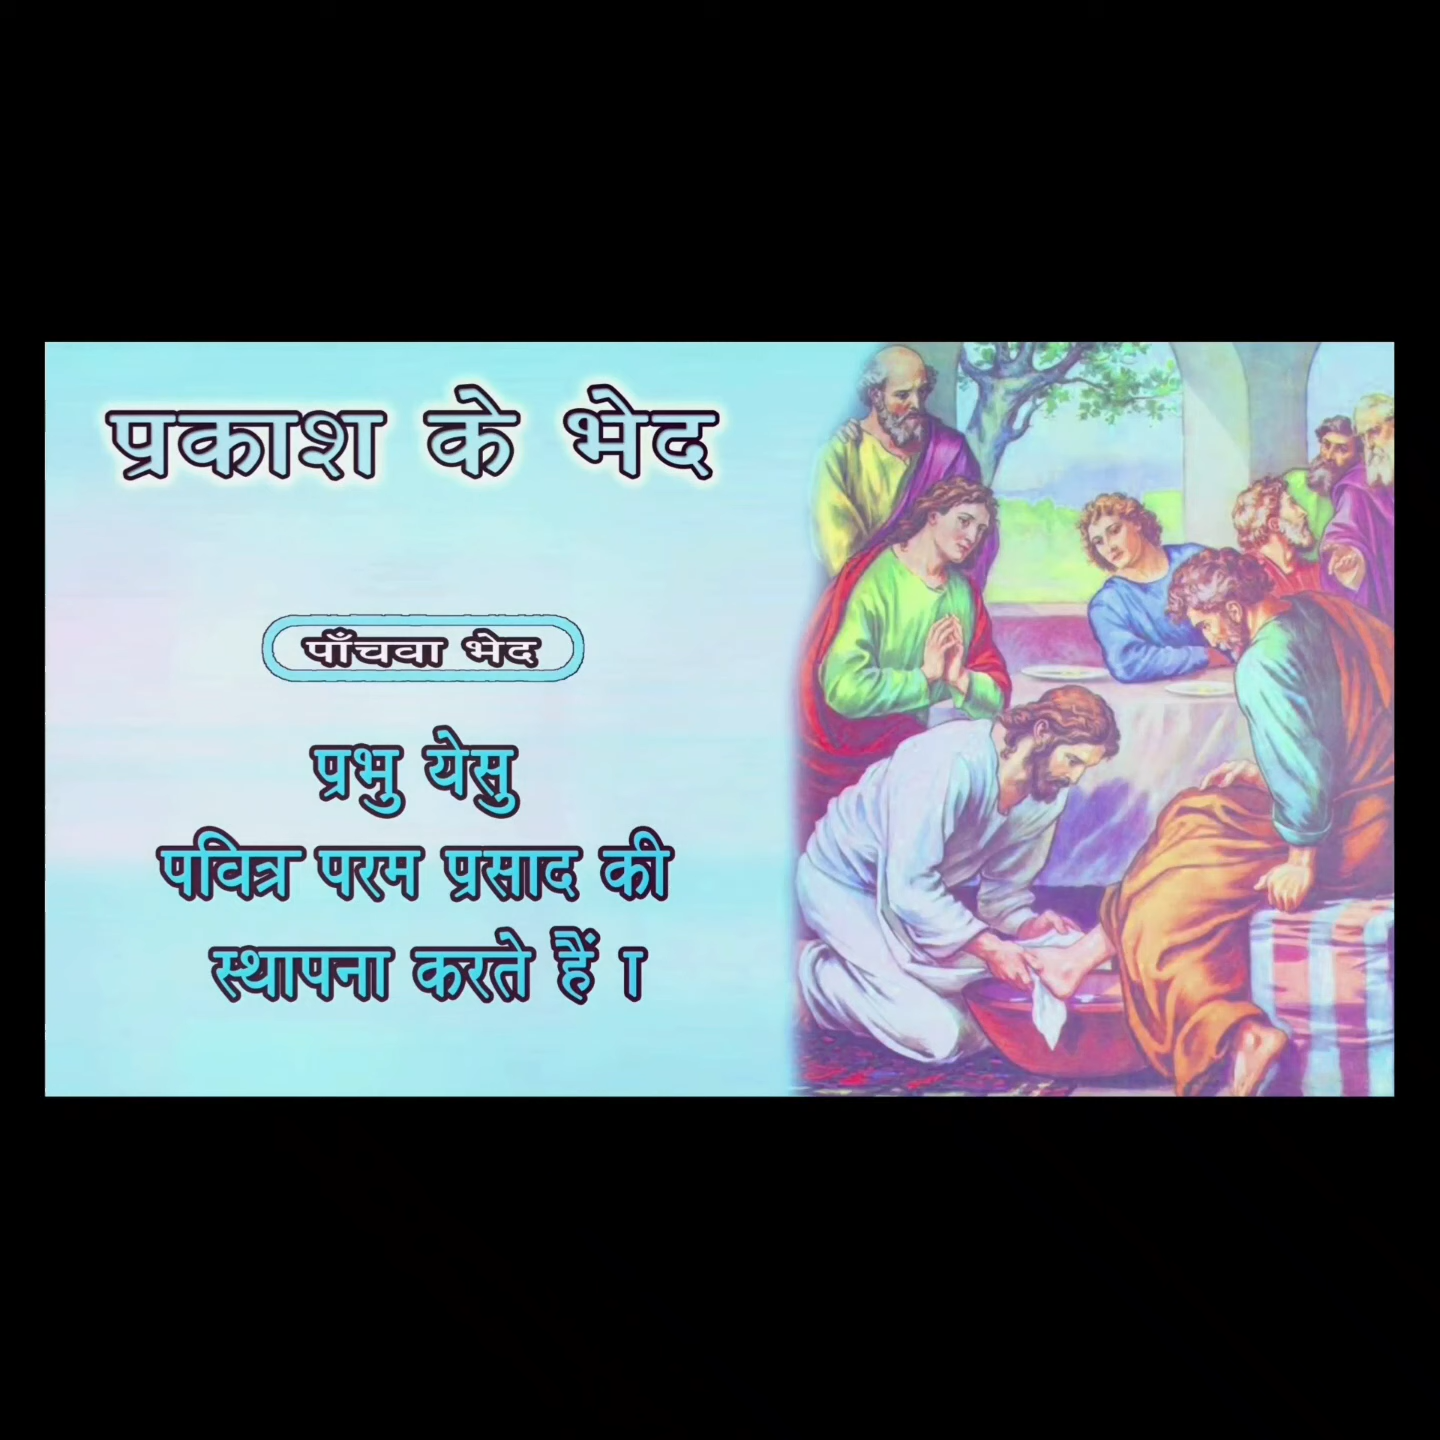 प्रकाश के भेद
पाँचवा भेद
प्रभु येसु
पवित्र परम प्रसाद की
स्थापना करते हैं ।